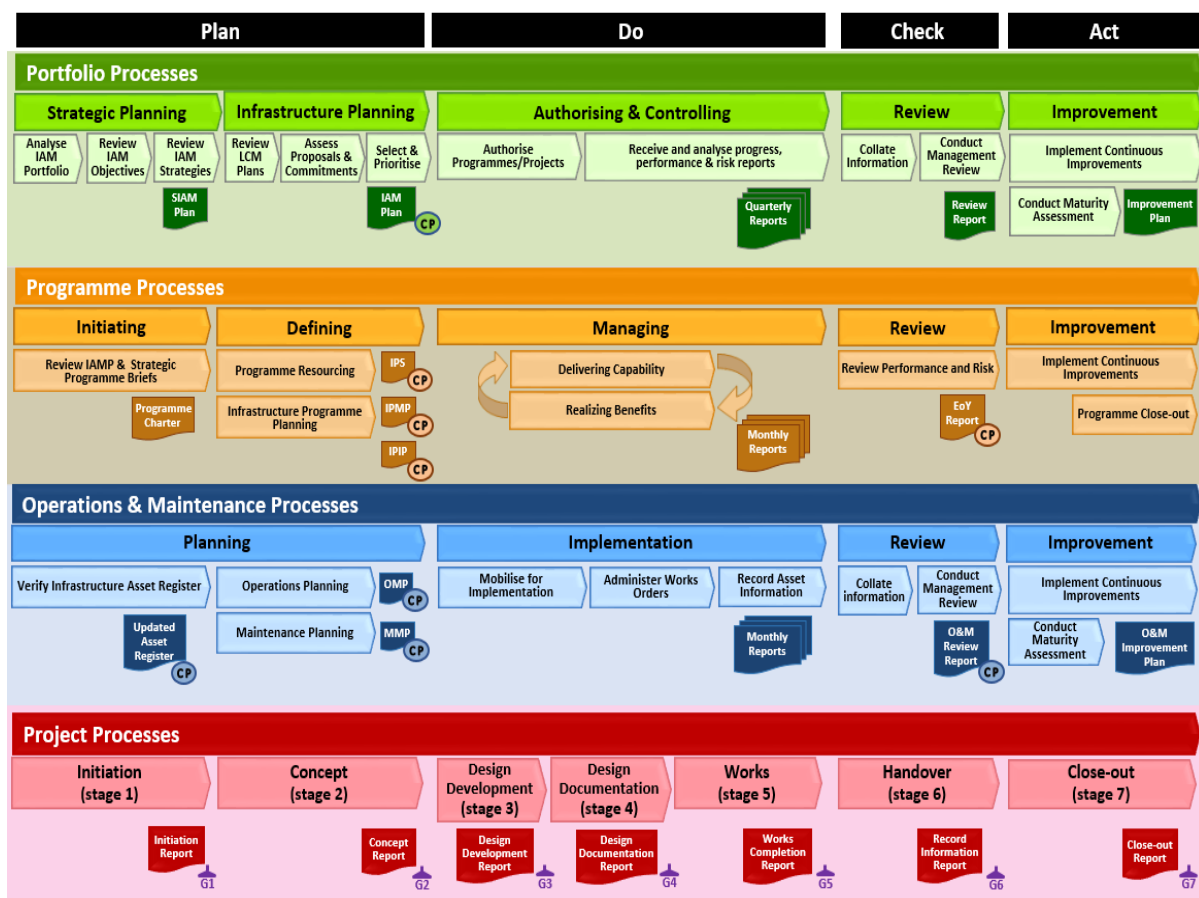 Plan
Do
Check
Act
Portfolio Processes
Strategic Planning
Infrastructure Planning
Authorising & Controlling
Review
Improvement
Analyse
IAM
Portfolio
Review
IAM
Objectives
Review
IAM
Strategies
Review
LCM
Plans
Assess
Proposals &
Commitments
Select &
Prioritise
Authorise
Programmes/Projects
Receive and analyse progress,
performance & risk reports
Collate
Information
Conduct
Management
Review
Implement Continuous
Improvements
SIAM
Plan
IAM
Plan
CP
Quarterly
Reports
Review
Report
Conduct Maturity
Assessment
Improvement
Plan
Programme Processes
Initiating
Defining
Managing
Review
Improvement
Review IAMP & Strategic
Programme Briefs
Programme Resourcing
IPS
CP
Delivering Capability
Review Performance and Risk
Implement Continuous
Improvements
Programme
Charter
Infrastructure Programme
Planning
IPMP
CP
Realizing Benefits
Monthly
Reports
EoY
Report
CP
Programme Close-out
IPIP
CP
Operations & Maintenance Processes
Planning
Implementation
Review
Improvement
Verify Infrastructure Asset Register
Operations Planning
OMP
CP
Mobilise for
Implementation
Administer Works
Orders
Record Asset
Information
Collate
information
Conduct
Management
Review
Implement Continuous
Improvements
Updated
Asset
Register
CP
Maintenance Planning
MMP
CP
Monthly
Reports
O&M
Review
Report
CP
Conduct
Maturity
Assessment
O&M
Improvement
Plan
Project Processes
Initiation
(stage 1)
Concept
(stage 2)
Design
Development
(stage 3)
Design
Documentation
(stage 4)
Works
(stage 5)
Handover
(stage 6)
Close-out
(stage 7)
Initiation
Report
G1
Concept
Report
G2
Design
Development
Report
G3
Design
Documentation
Report
G4
Works
Completion
Report
G5
Record
Information
Report
G6
Close-out
Report
G7